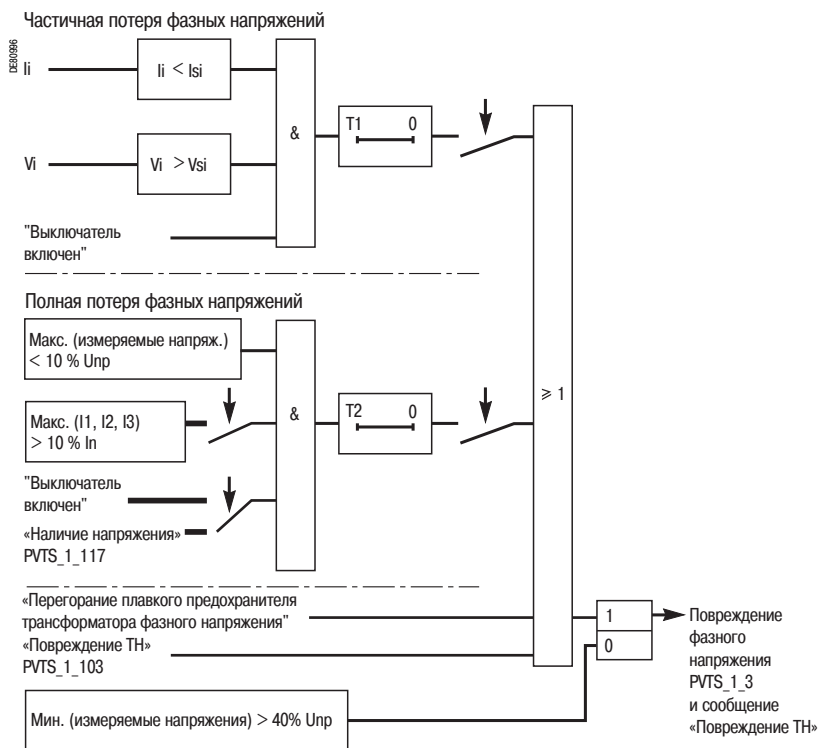 Частичная потеря фазных напряжений
DE80996
Ii
Ii < Isi
Vi
Vi > Vsi
&
T1 0
"Выключатель
включен"
Полная потеря фазных напряжений
Макс. (измеряемые напряж.)
< 10 % Unp
Макс. (I1, I2, I3)
> 10 % In
&
T2 0
≥ 1
"Выключатель
включен"
«Наличие напряжения»
PVTS_1_117
«Перегорание плавкого предохранителя
трансформатора фазного напряжения"
«Повреждение ТН»
PVTS_1_103
Мин. (измеряемые напряжения) > 40% Unp
1
0
Повреждение
фазного
напряжения
PVTS_1_3
и сообщение
«Повреждение ТН»